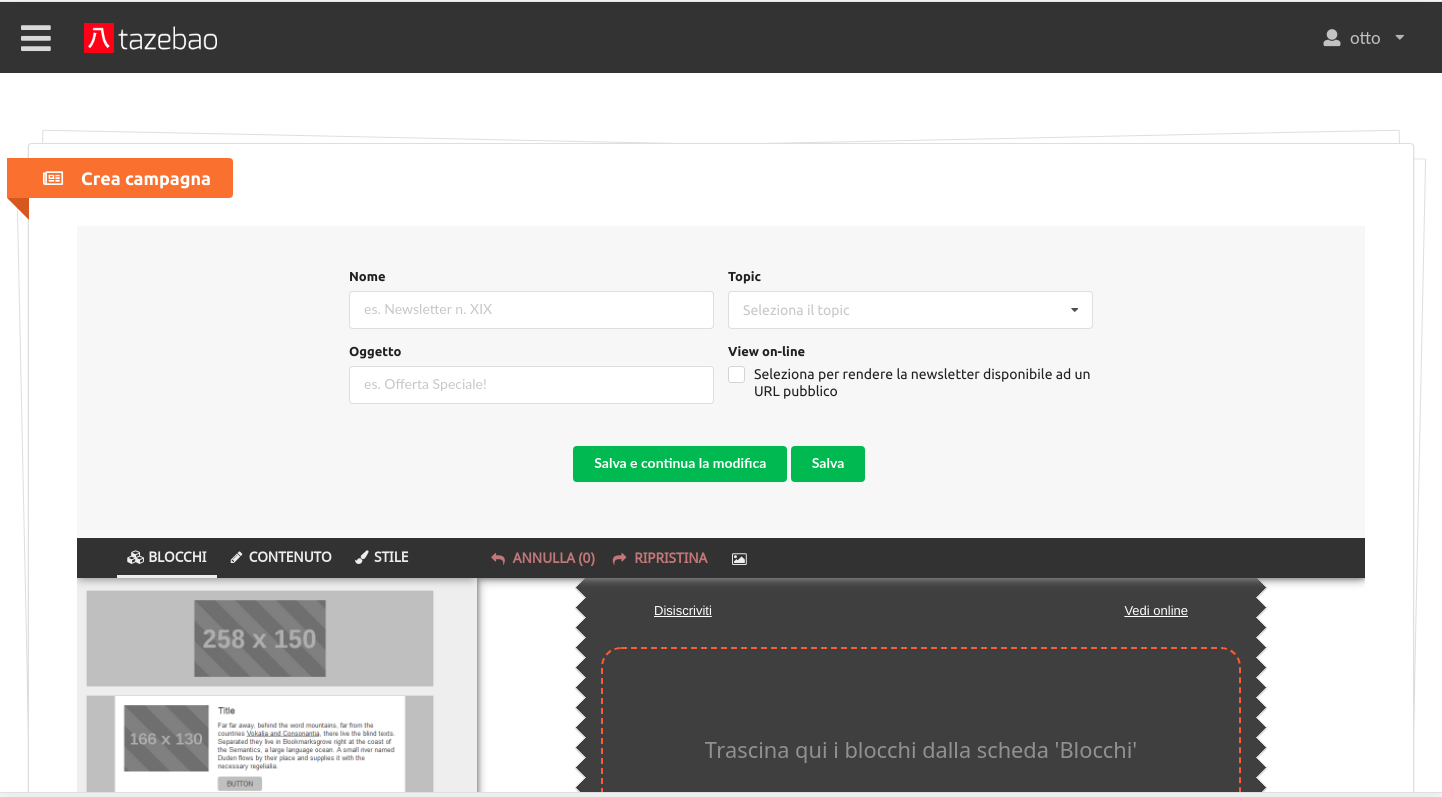 八 tazebao
otto
Crea campagna
Nome
Topic
es. Newsletter n. XIX
Seleziona il topic
Oggetto
View on-line
es. Offerta Speciale!
Seleziona per rendere la newsletter disponibile ad un
URL pubblico
Salva e continua la modifica
Salva
BLOCCHI
CONTENUTO
STILE
ANNULLA (0)
RIPRISTINA
258 x 150
Disiscriviti
Vedi online
166 x 130
Title
Far far away, behind the word mountains, far from the
countries Vokalia and Consonantia, there live the blind texts.
Separated they live in Bookmarksgrove right at the coast of
the Semantics, a large language ocean. A small river named
Duden flows by their place and supplies it with the
necessary regelialia.
BUTTON
Trascina qui i blocchi dalla scheda 'Blocchi'